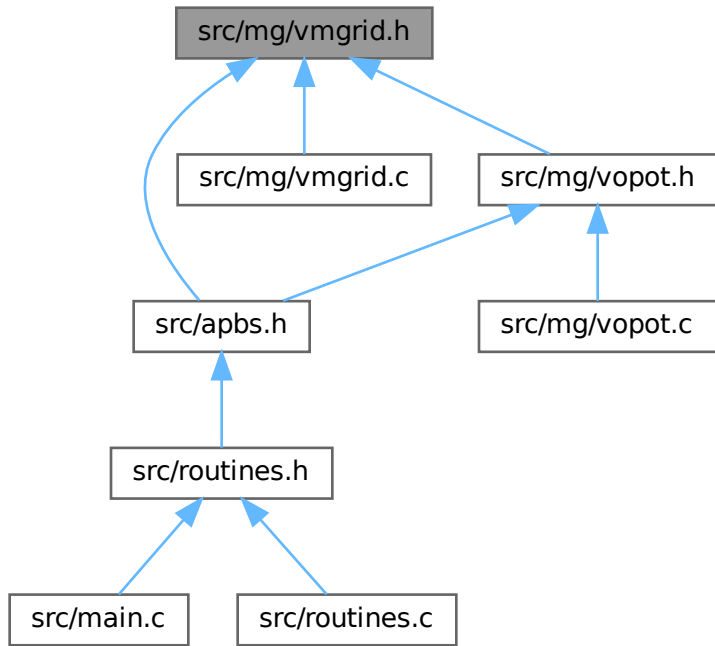 src/mg/vmgrid.h
src/mg/vmgrid.c
src/mg/vopot.h
src/apbs.h
src/mg/vopot.c
src/routines.h
src/main.c
src/routines.c